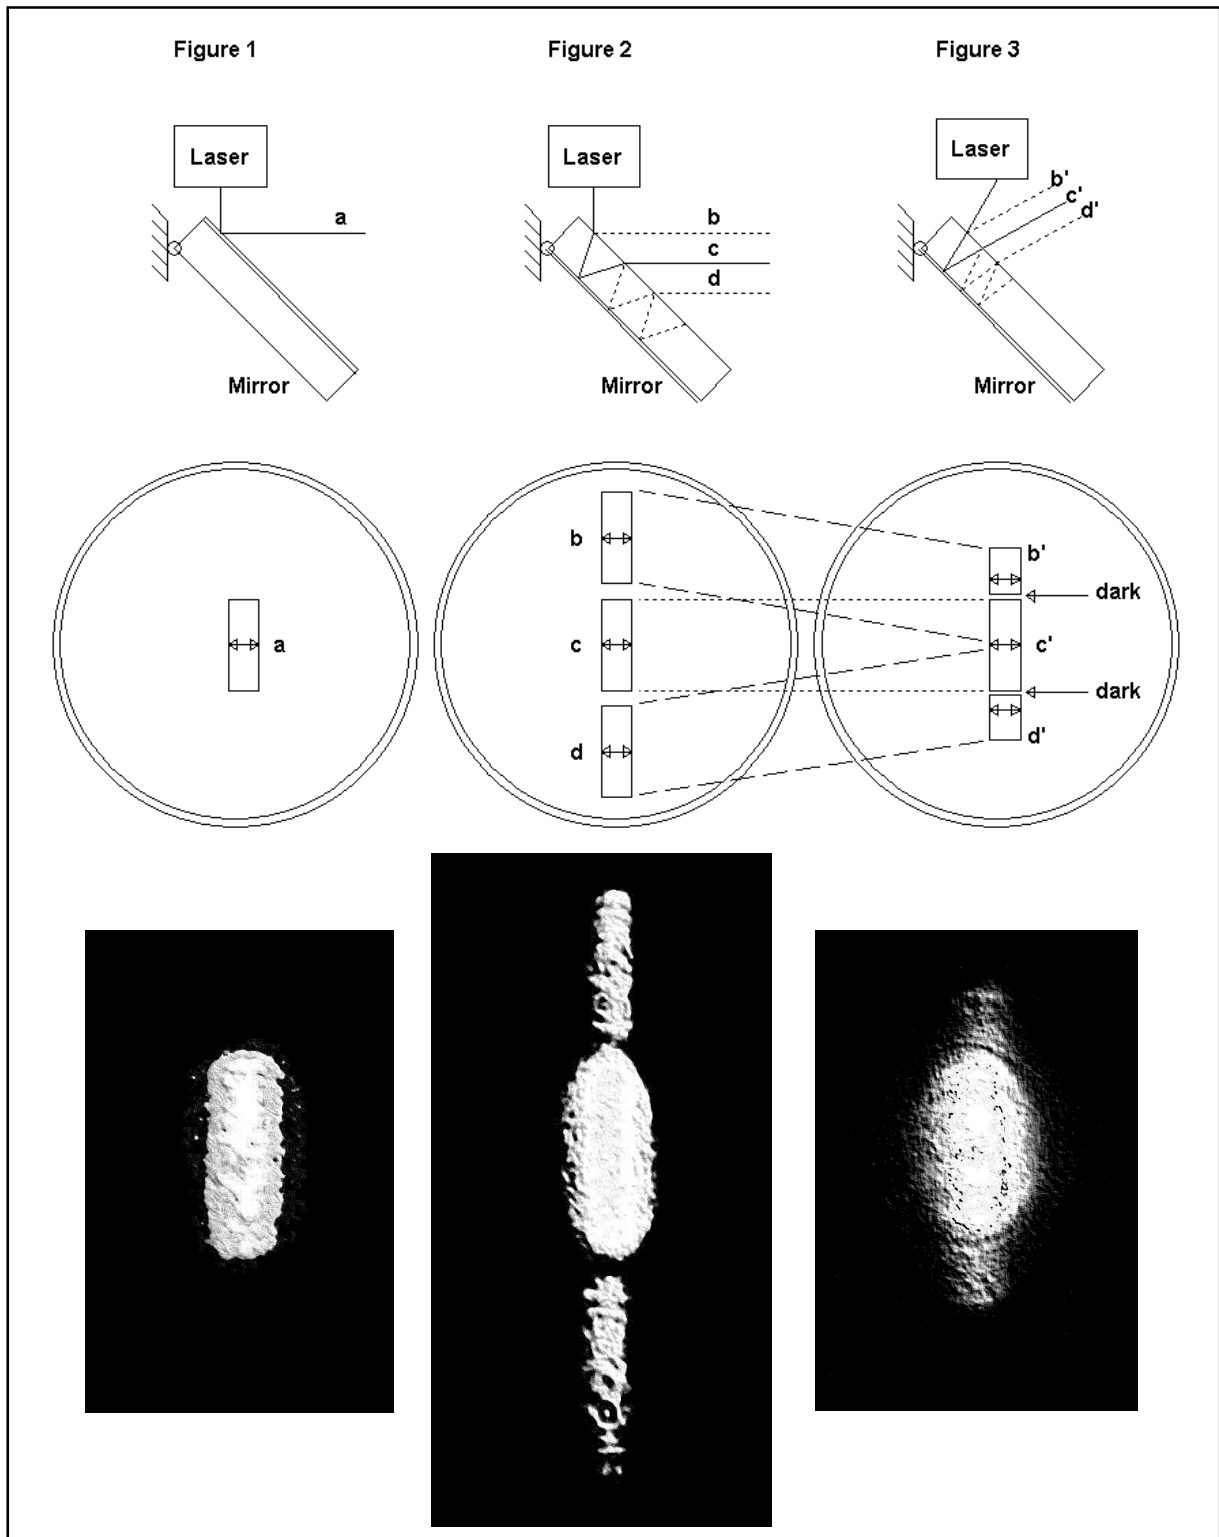 Figure 1
Figure 2
Figure 3
Laser
Laser
Laser
a
b
c
d
b'
c'
d'
Mirror
Mirror
Mirror
a
b
c
d
b'
dark
c'
dark
d'